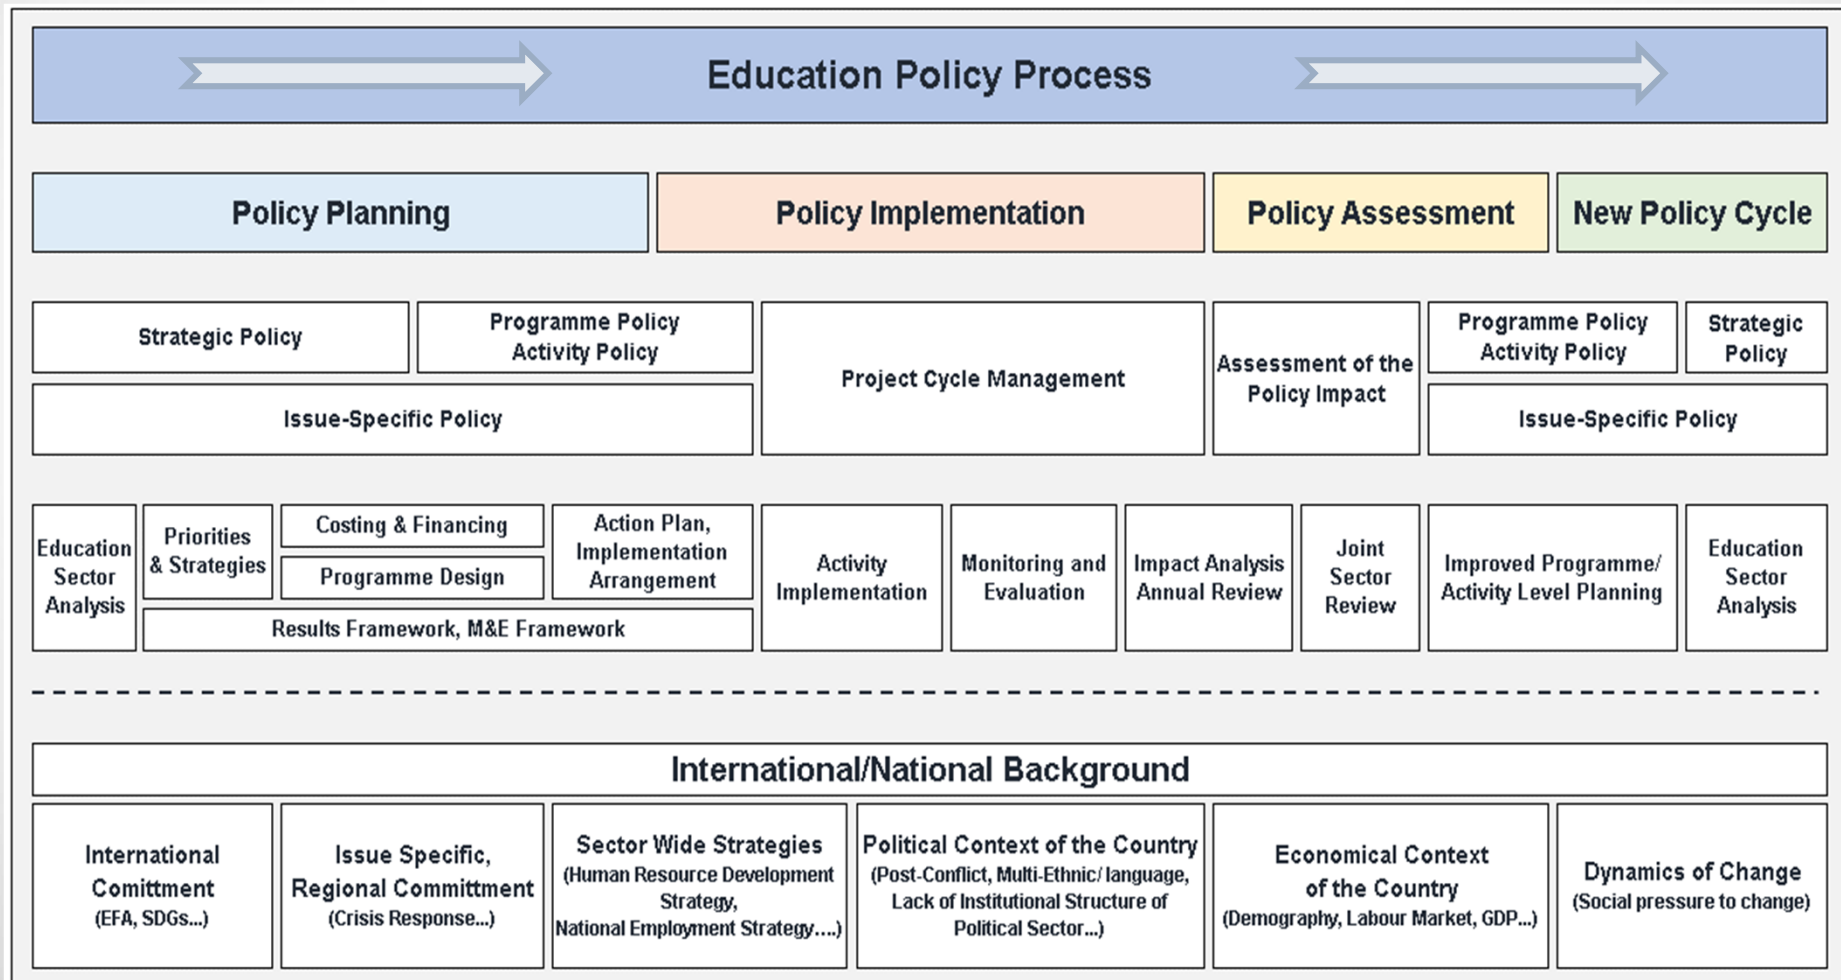 Education Policy Process
Policy Planning
Policy Implementation
Policy Assessment
New Policy Cycle
Strategic Policy
Programme Policy
Activity Policy
Issue-Specific Policy
Project Cycle Management
Assessment of the
Policy Impact
Programme Policy
Activity Policy
Strategic
Policy
Issue-Specific Policy
Education
Sector
Analysis
Priorities
& Strategies
Costing & Financing
Programme Design
Action Plan,
Implementation
Arrangement
Results Framework, M&E Framework
Activity
Implementation
Monitoring and
Evaluation
Impact Analysis
Annual Review
Joint
Sector
Review
Improved Programme/
Activity Level Planning
Education
Sector
Analysis
International/National Background
International
Comittment
(EFA, SDGs...)
Issue Specific,
Regional Committment
(Crisis Response...)
Sector Wide Strategies
(Human Resource Development
Strategy,
National Employment Strategy....)
Political Context of the Country
(Post-Conflict, Multi-Ethnic/ language,
Lack of Institutional Structure of
Political Sector...)
Economical Context
of the Country
(Demography, Labour Market, GDP...)
Dynamics of Change
(Social pressure to change)